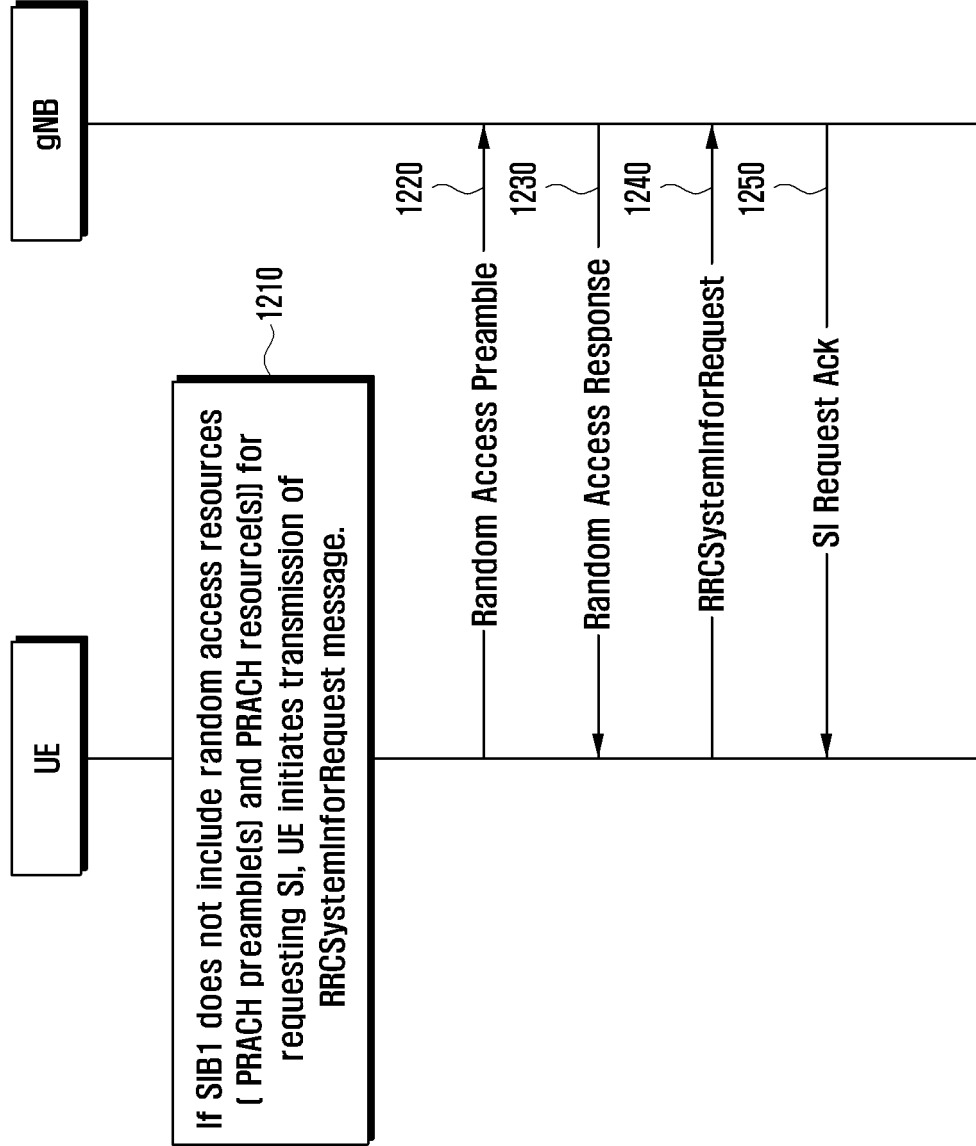 UE
gNB
If SIB1 does not include random access resources
( PRACH preamble(s) and PRACH resource(s)) for
requesting SI, UE initiates transmission of
RRCSystemInforRequest message.
1210
Random Access Preamble
1220
Random Access Response
1230
RRCSystemInforRequest
1240
SI Request Ack
1250